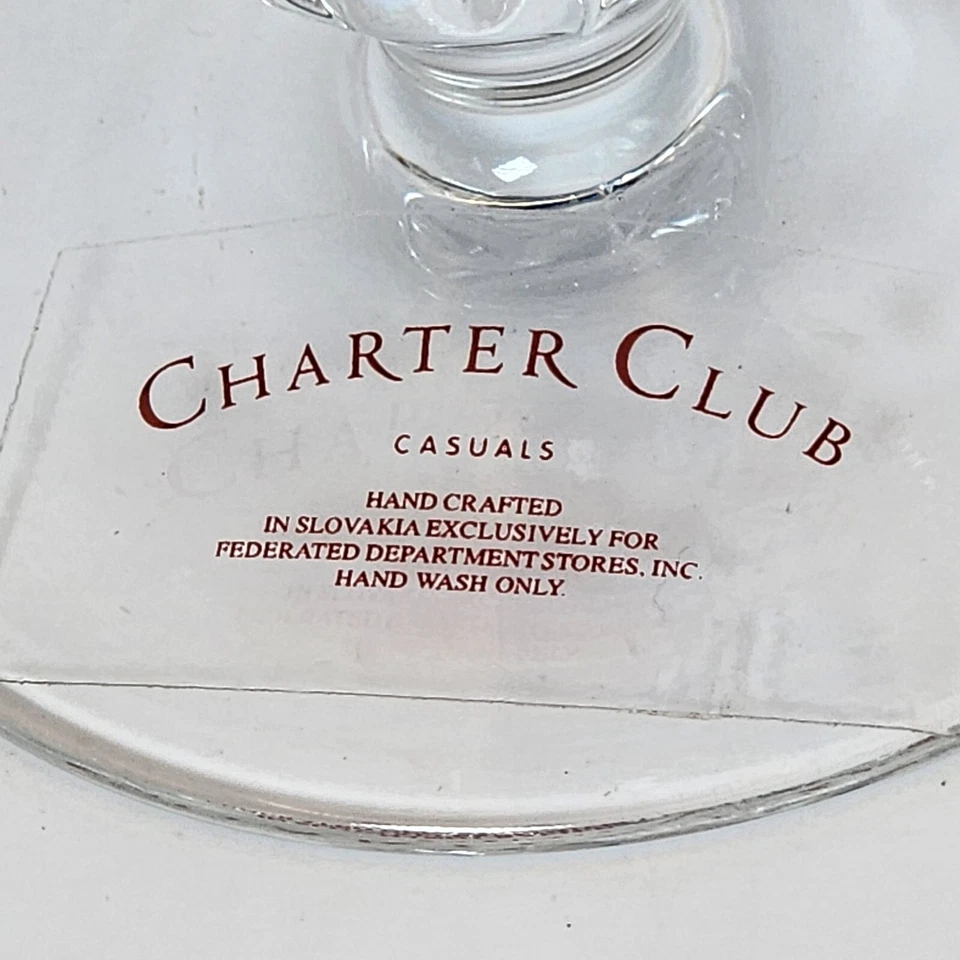 CHARTER CLUB
CASUALS
HAND CRAFTED
IN SLOVAKIA EXCLUSIVELY FOR
FEDERATED DEPARTMENT STORES, INC.
HAND WASH ONLY.